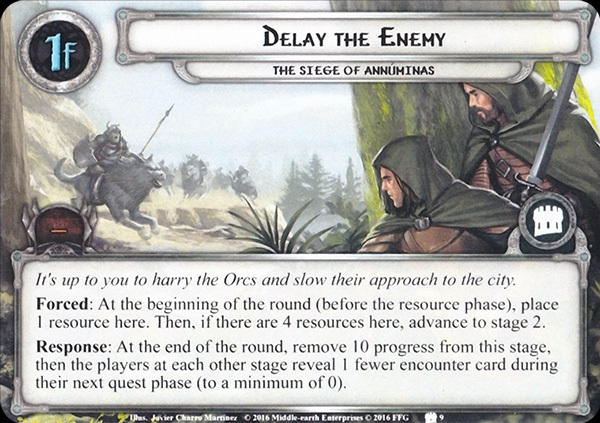 1F
DELAY THE ENEMY
THE SIEGE OF ANNÚMINAS
–
It's up to you to harry the Orcs and slow their approach to the city.
Forced: At the beginning of the round (before the resource phase), place
1 resource here. Then, if there are 4 resources here, advance to stage 2.
Response: At the end of the round, remove 10 progress from this stage,
then the players at each other stage reveal 1 fewer encounter card during
their next quest phase (to a minimum of 0).
Illus. Javier Charro Martínez © 2016 Middle-earth Enterprises © 2016 FFG 9